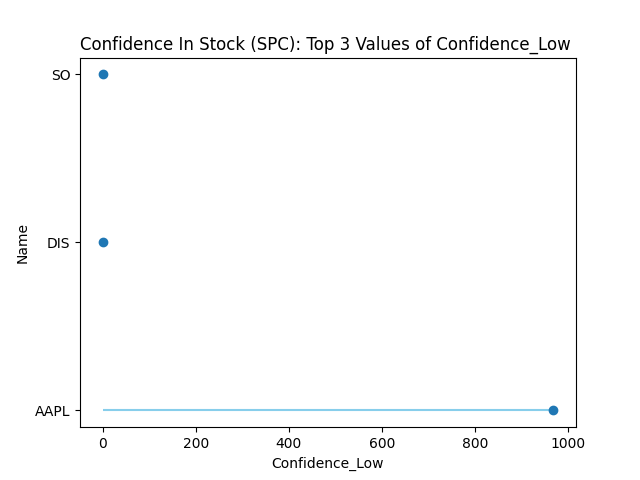 Confidence In Stock (SPC): Top 3 Values of Confidence_Low
SO
DIS
AAPL
Name
0 200 400 600 800 1000
Confidence_Low